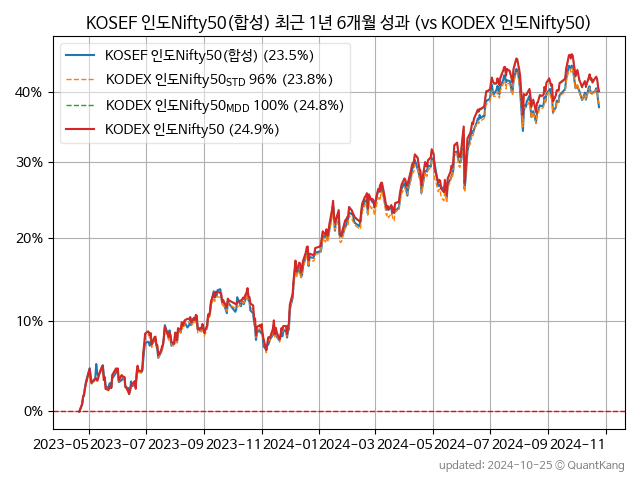 KOSEF 인도Nifty50(합성) 최근 1년 6개월 성과 (vs KODEX 인도Nifty50)
KOSEF 인도Nifty50(합성) (23.5%)
KODEX 인도Nifty50STD 96% (23.8%)
KODEX 인도Nifty50MDD 100% (24.8%)
KODEX 인도Nifty50 (24.9%)
40%
30%
20%
10%
0%
2023-05 2023-07 2023-09 2023-11 2024-01 2024-03 2024-05 2024-07 2024-09 2024-11
updated: 2024-10-25 © QuantKang